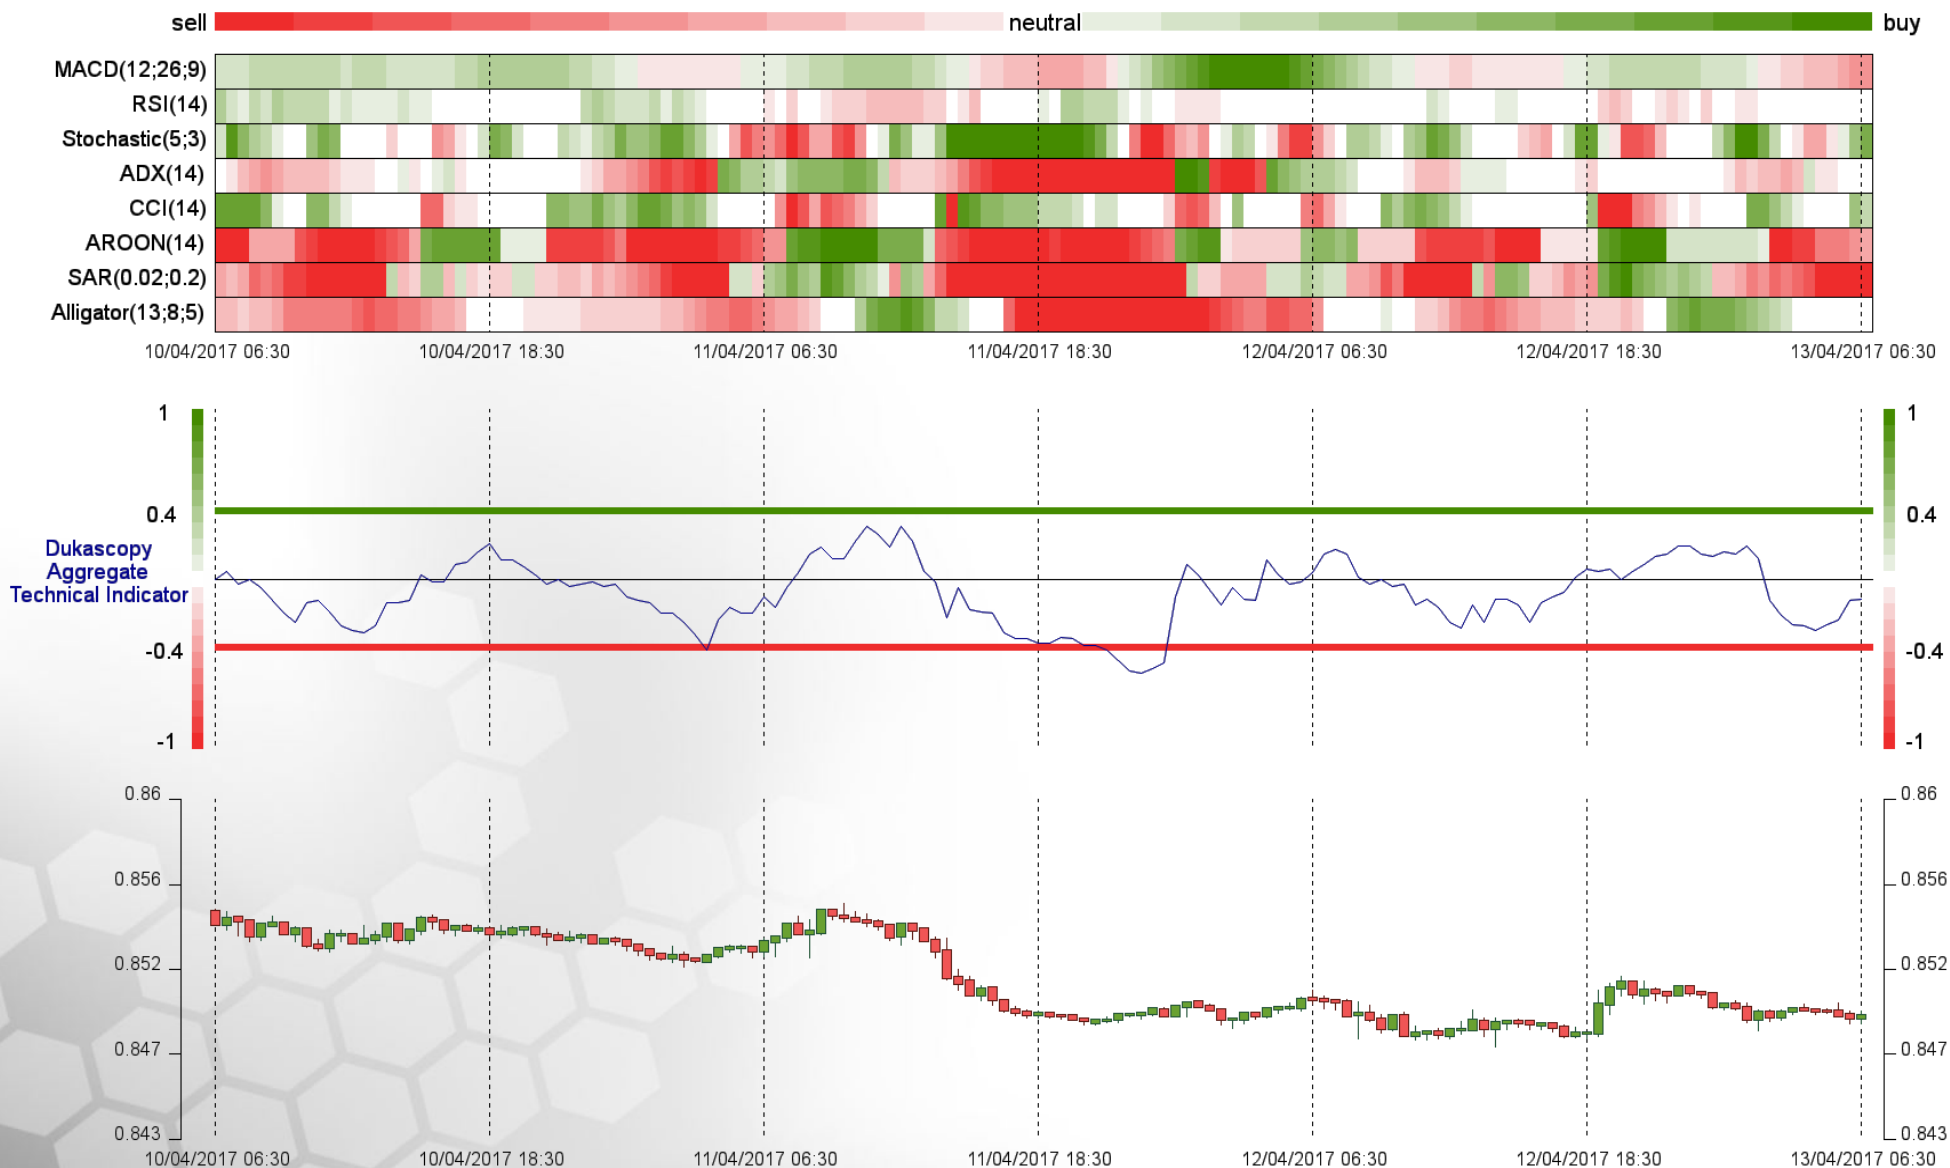 sell neutral buy
MACD(12;26;9)
RSI(14)
Stochastic(5;3)
ADX(14)
CCI(14)
AROON(14)
SAR(0.02;0.2)
Alligator(13;8;5)
10/04/2017 06:30 10/04/2017 18:30 11/04/2017 06:30 11/04/2017 18:30 12/04/2017 06:30 12/04/2017 18:30 13/04/2017 06:30
1 1
0.4 0.4
Dukascopy
Aggregate
Technical Indicator
-0.4 -0.4
-1 -1
0.86 0.86
0.856 0.856
0.852 0.852
0.847 0.847
0.843 0.843
10/04/2017 06:30 10/04/2017 18:30 11/04/2017 06:30 11/04/2017 18:30 12/04/2017 06:30 12/04/2017 18:30 13/04/2017 06:30